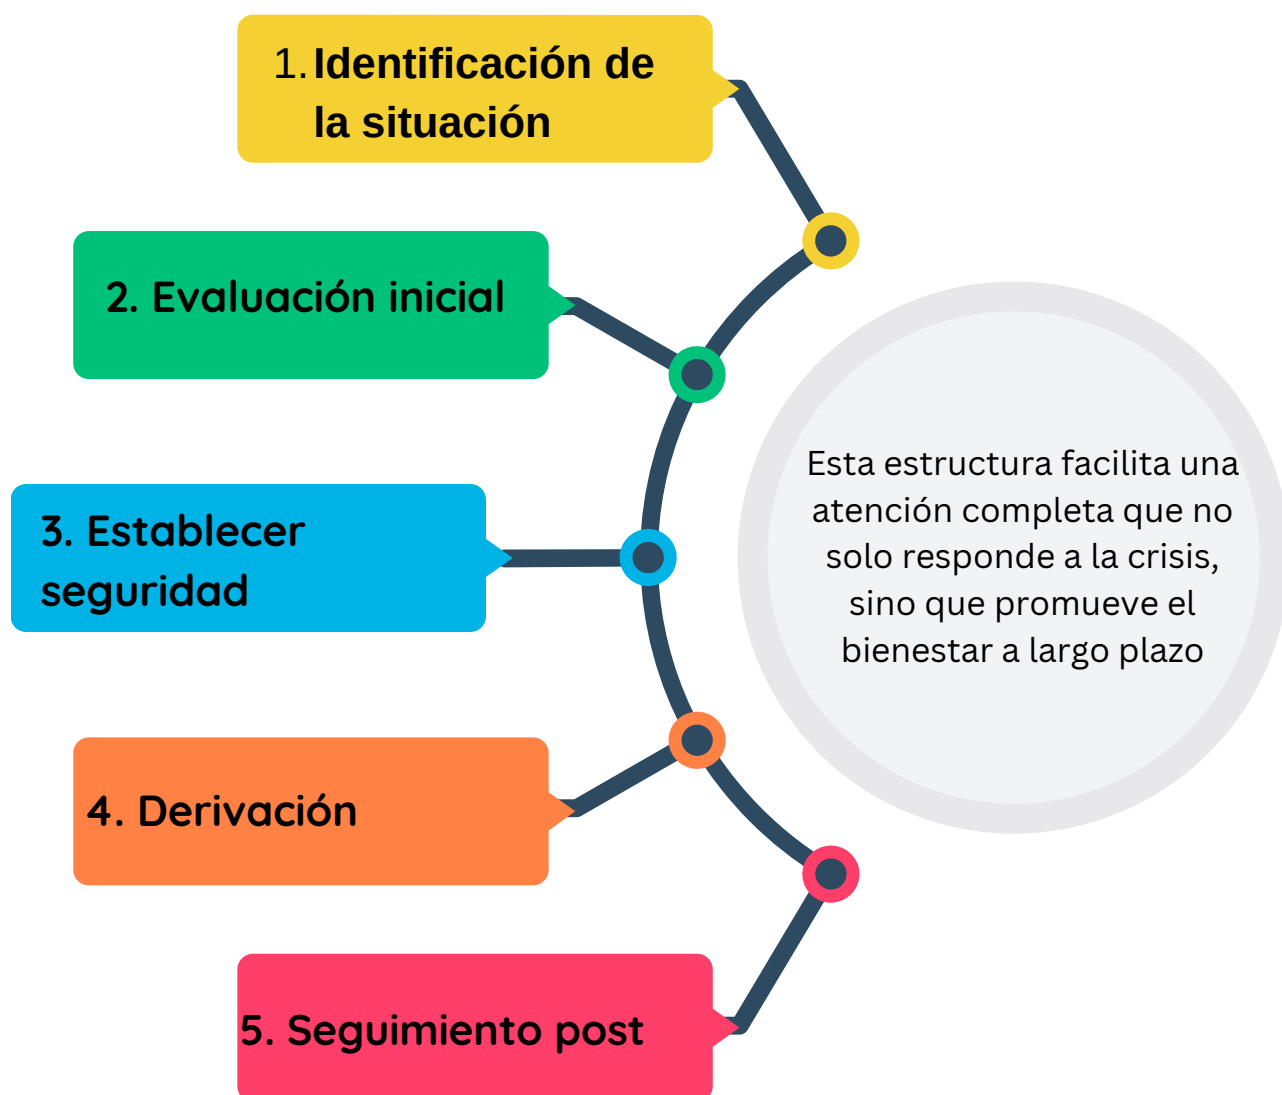 1. Identificación de
la situación
2. Evaluación inicial
3. Establecer
seguridad
4. Derivación
5. Seguimiento post
Esta estructura facilita una
atención completa que no
solo responde a la crisis,
sino que promueve el
bienestar a largo plazo